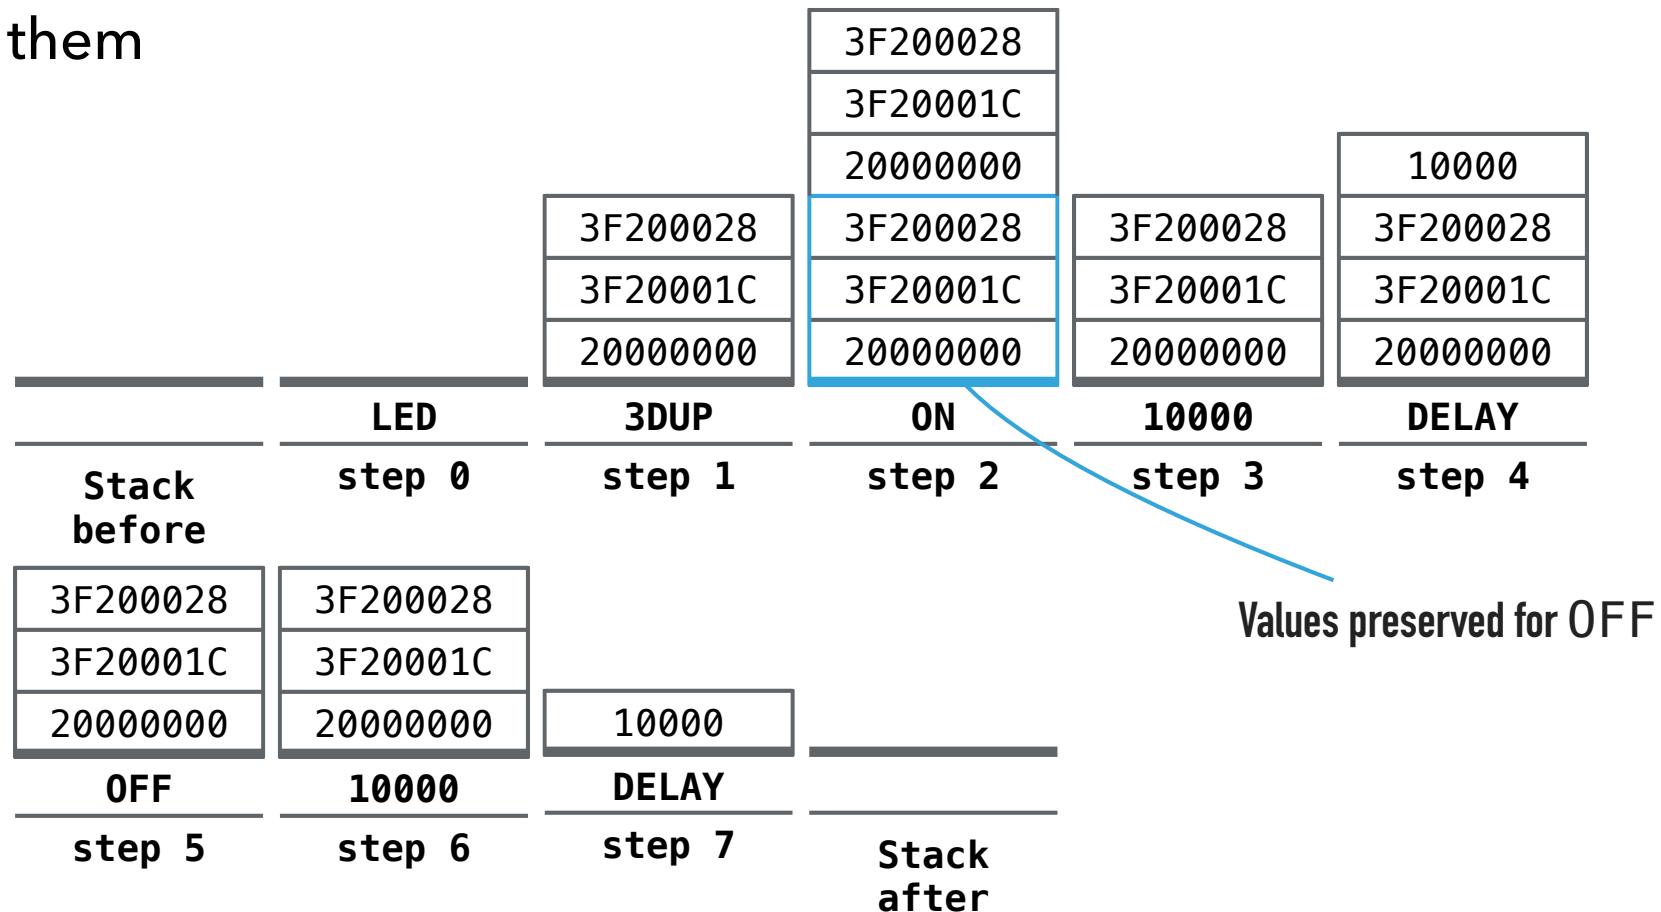 them
3F200028
3F20001C
20000000 10000
3F200028 3F200028 3F200028 3F200028
3F20001C 3F20001C 3F20001C 3F20001C
20000000 20000000 20000000 20000000
LED 3DUP ON 10000 DELAY
Stack before step 0 step 1 step 2 step 3 step 4
Values preserved for OFF
3F200028 3F200028
3F20001C 3F20001C
20000000 20000000 10000
OFF 10000 DELAY
step 5 step 6 step 7 Stack after